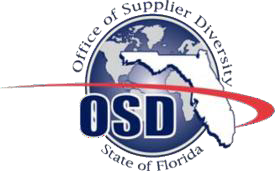 Office of Supplier Diversity
OSD
State of Florida